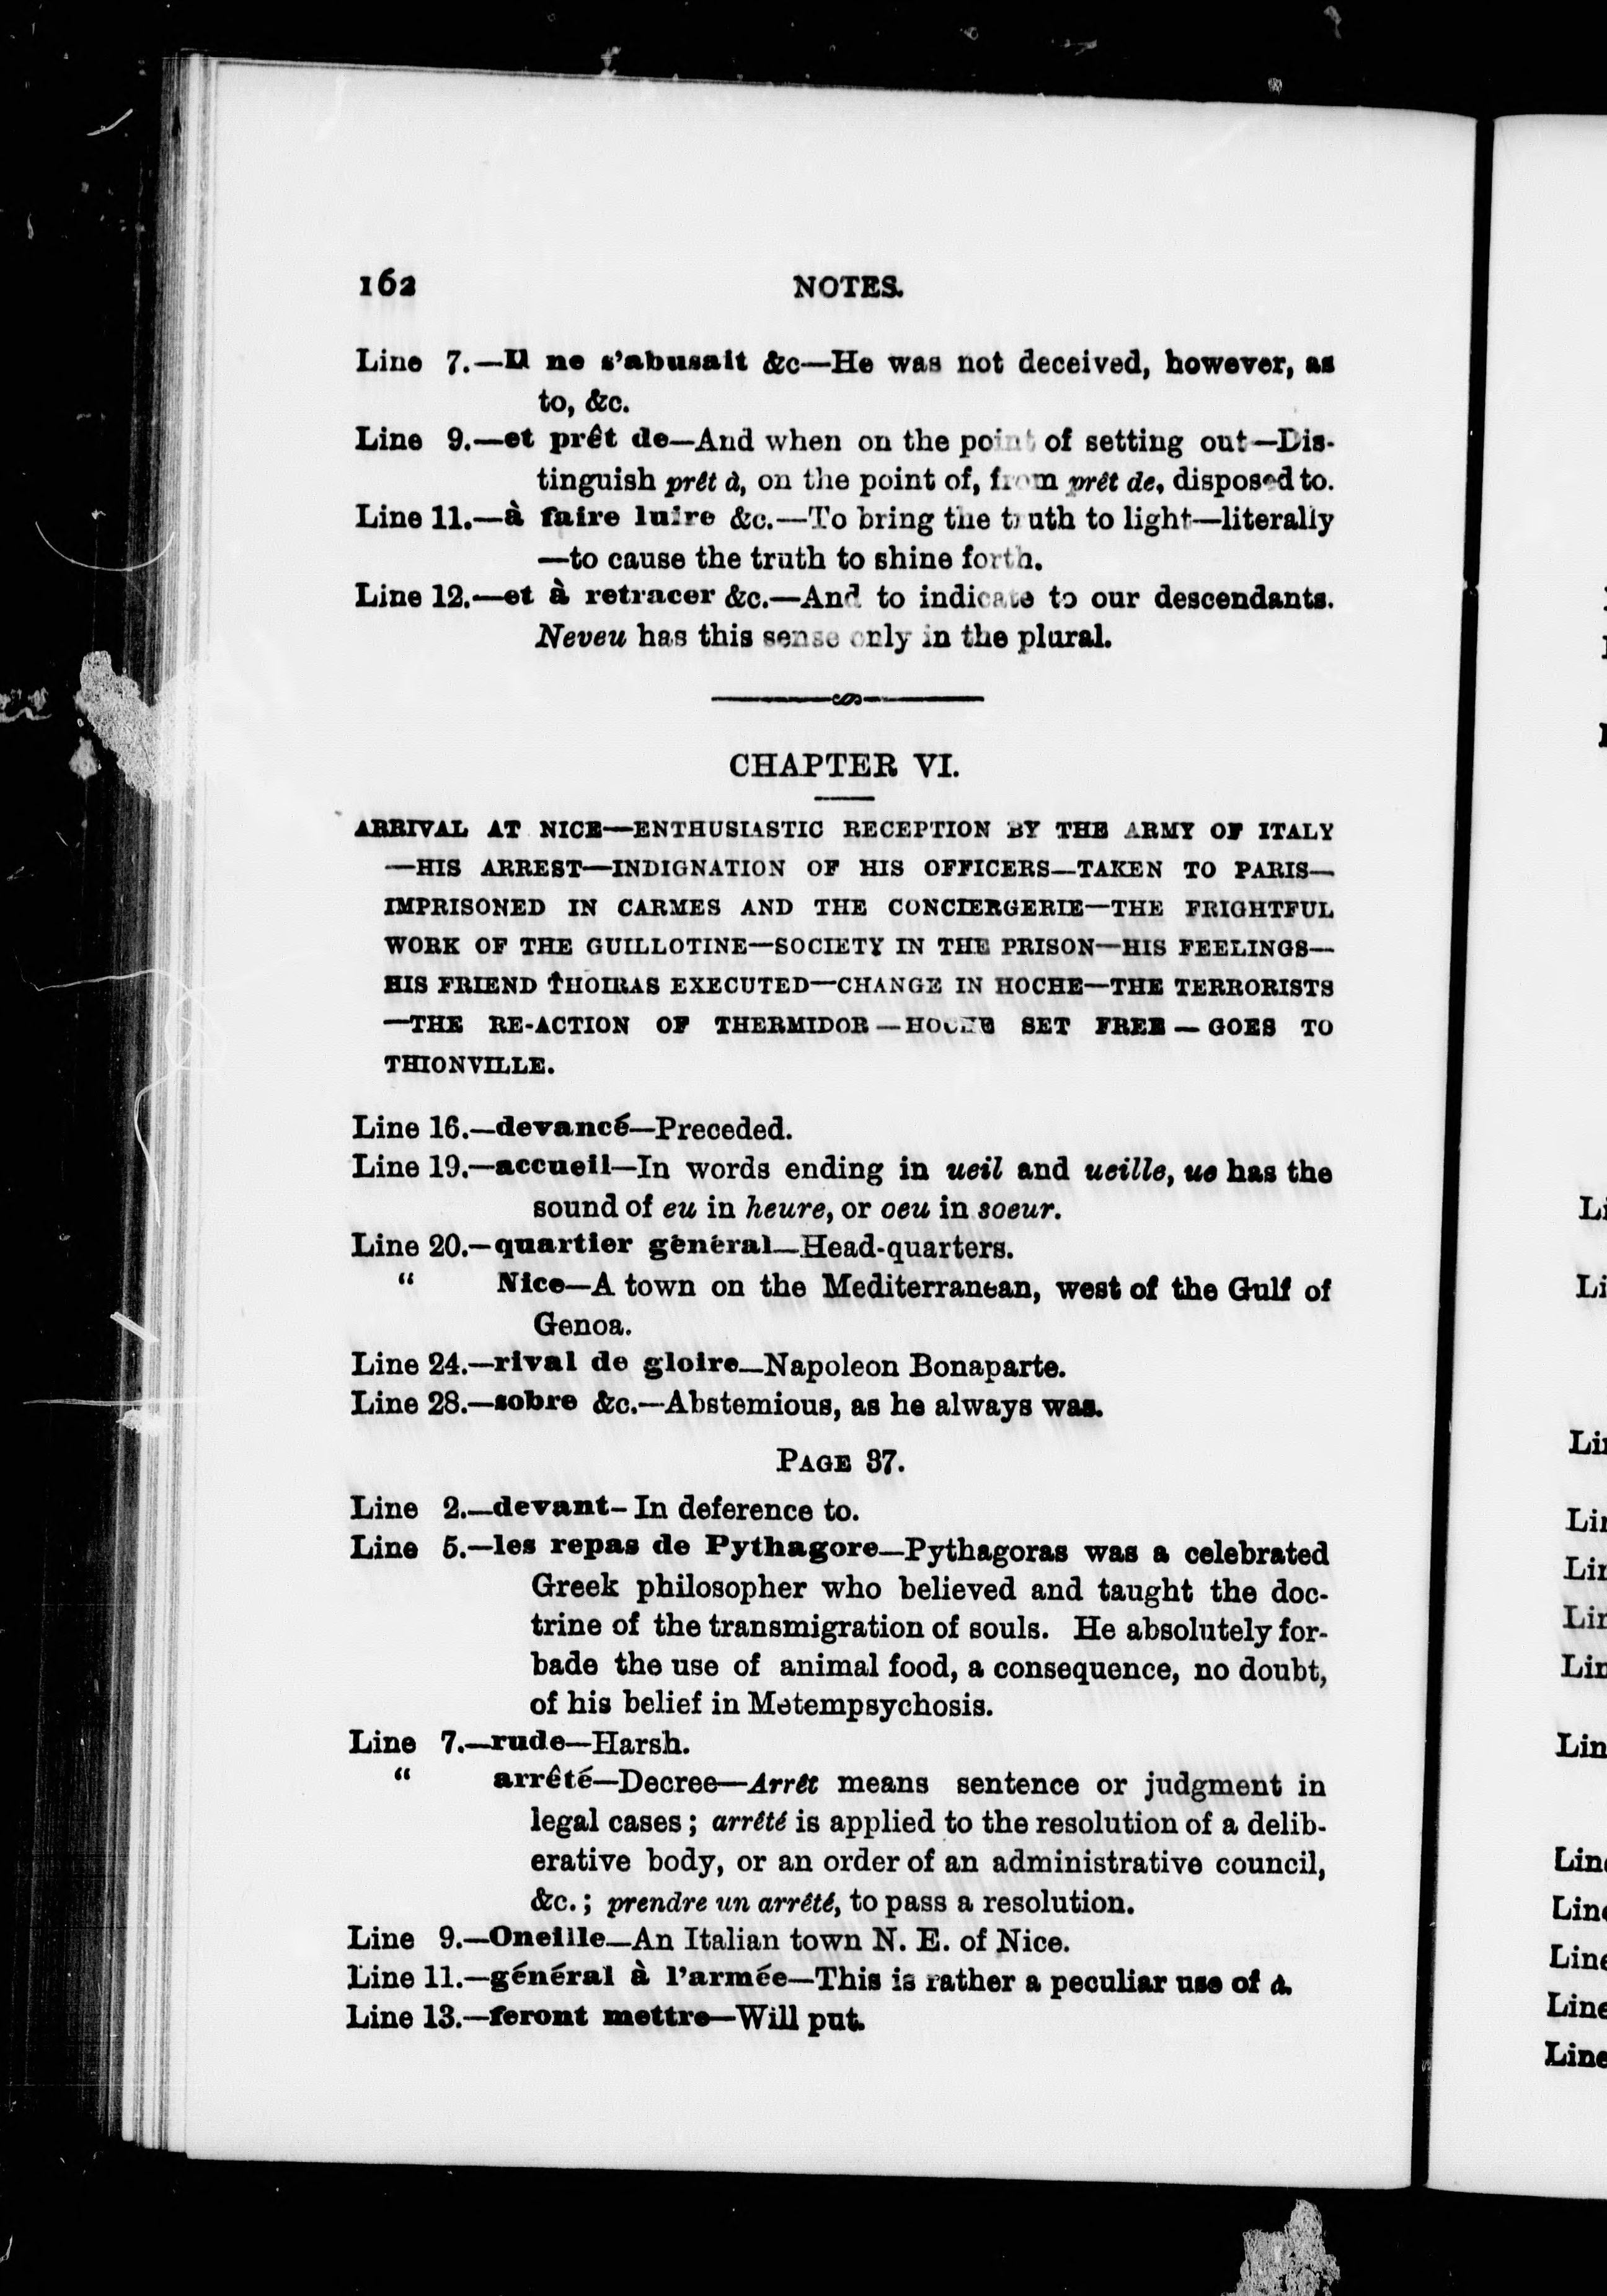 162 NOTES.
Line 7.—Il ne s'abusait &c—He was not deceived, however, as
to, &c.
Line 9.—et prêt de—And when on the point of setting out—Dis-
tinguish prêt à, on the point of, from prêt de, disposed to.
Line 11.—à faire luire &c.—To bring the truth to light—literally
—to cause the truth to shine forth.
Line 12.—et à retracer &c.—And to indicate to our descendants.
Neveu has this sense only in the plural.
CHAPTER VI.
ARRIVAL AT NICE—ENTHUSIASTIC RECEPTION BY THE ARMY OF ITALY
—HIS ARREST—INDIGNATION OF HIS OFFICERS—TAKEN TO PARIS—
IMPRISONED IN CARMES AND THE CONCIERGERIE—THE FRIGHTFUL
WORK OF THE GUILLOTINE—SOCIETY IN THE PRISON—HIS FEELINGS—
HIS FRIEND THOIRAS EXECUTED—CHANGE IN HOCHE—THE TERRORISTS
—THE RE-ACTION OF THERMIDOR—HOCHE SET FREE—GOES TO
THIONVILLE.
Line 16.—devancé—Preceded.
Line 19.—accueil—In words ending in ueil and ueille, ue has the
sound of eu in heure, or oeu in soeur.
Line 20.—quartier gènèral—Head-quarters.
“ Nice—A town on the Mediterranean, west of the Gulf of
Genoa.
Line 24.—rival de gloire—Napoleon Bonaparte.
Line 28.—sobre &c.—Abstemious, as he always was.
PAGE 37.
Line 2.—devant—In deference to.
Line 5.—les repas de Pythagore—Pythagoras was a celebrated
Greek philosopher who believed and taught the doc-
trine of the transmigration of souls. He absolutely for-
bade the use of animal food, a consequence, no doubt,
of his belief in Metempsychosis.
Line 7.—rude—Harsh.
“ arrêté—Decree—Arrêt means sentence or judgment in
legal cases; arrêté is applied to the resolution of a delib-
erative body, or an order of an administrative council,
&c.; prendre un arrêté, to pass a resolution.
Line 9.—Oneille—An Italian town N. E. of Nice.
Line 11.—général à l'armée—This is rather a peculiar use of à.
Line 13.—feront mettre—Will put.